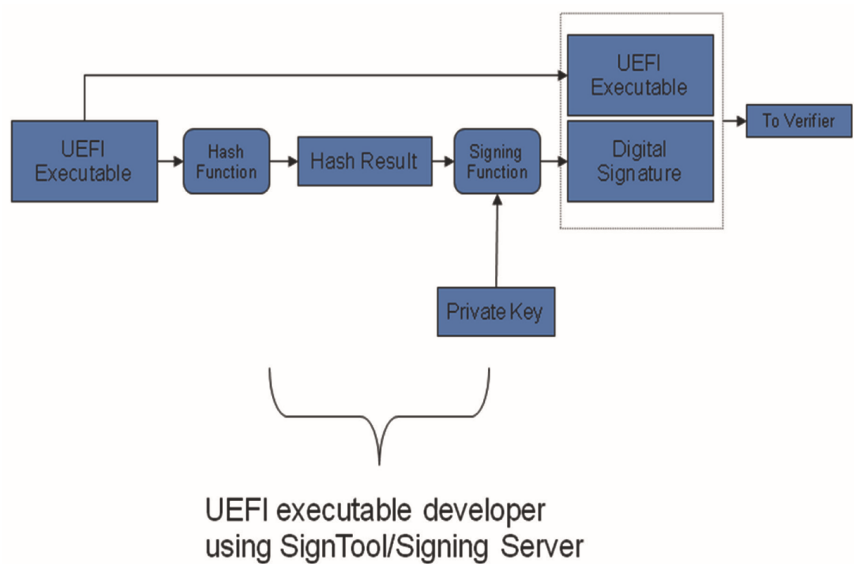 UEFI
Executable
Hash
Function
Hash Result
Signing
Function
UEFI
Executable
Digital
Signature
To Verifier
Private Key
UEFI executable developer
using SignTool/Signing Server